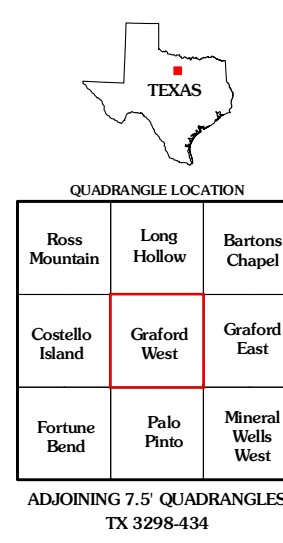 TEXAS
QUADRANGLE LOCATION
Ross
Mountain
Long
Hollow
Bartons
Chapel
Costello
Island
Graford
West
Graford
East
Fortune
Bend
Palo
Pinto
Mineral
Wells
West
ADJOINING 7.5' QUADRANGLES
TX 3298-434